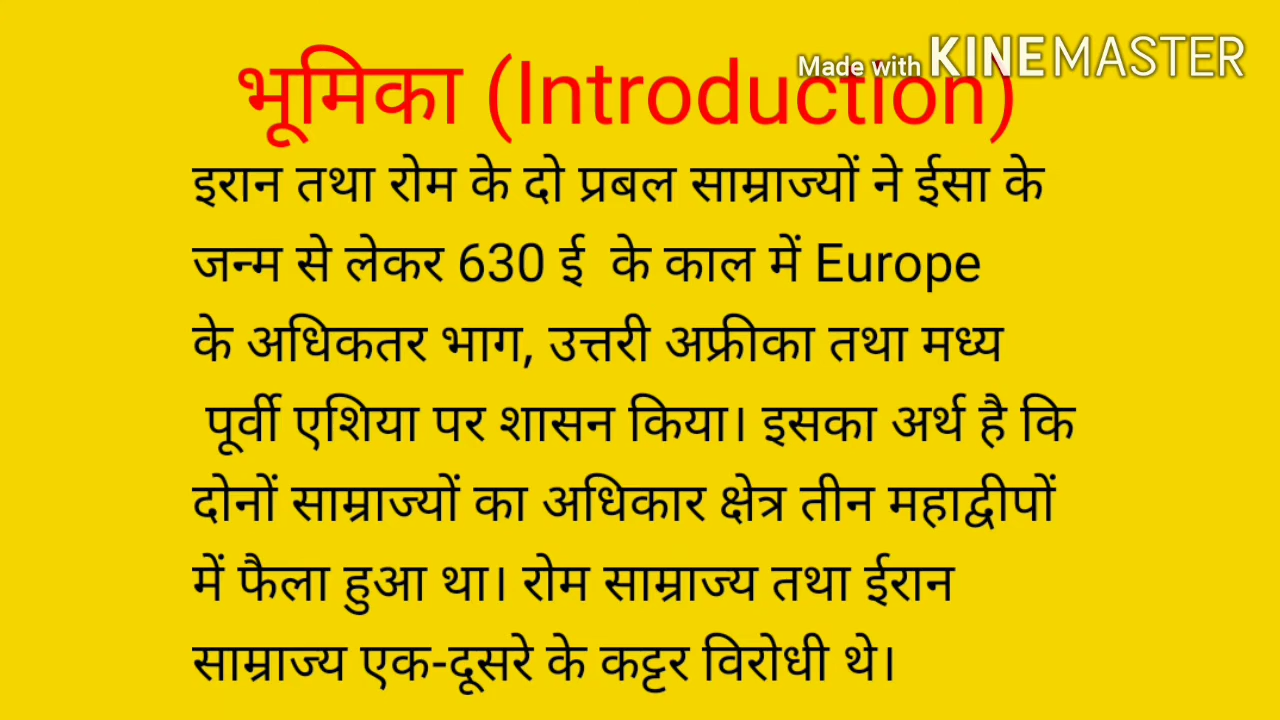 Made with KINEMASTER
भूमिका (Introduction)
इरान तथा रोम के दो प्रबल साम्राज्यों ने ईसा के
जन्म से लेकर 630 ई के काल में Europe
के अधिकतर भाग, उत्तरी अफ्रीका तथा मध्य
पूर्वी एशिया पर शासन किया। इसका अर्थ है कि
दोनों साम्राज्यों का अधिकार क्षेत्र तीन महाद्वीपों
में फैला हुआ था। रोम साम्राज्य तथा ईरान
साम्राज्य एक-दूसरे के कट्टर विरोधी थे।